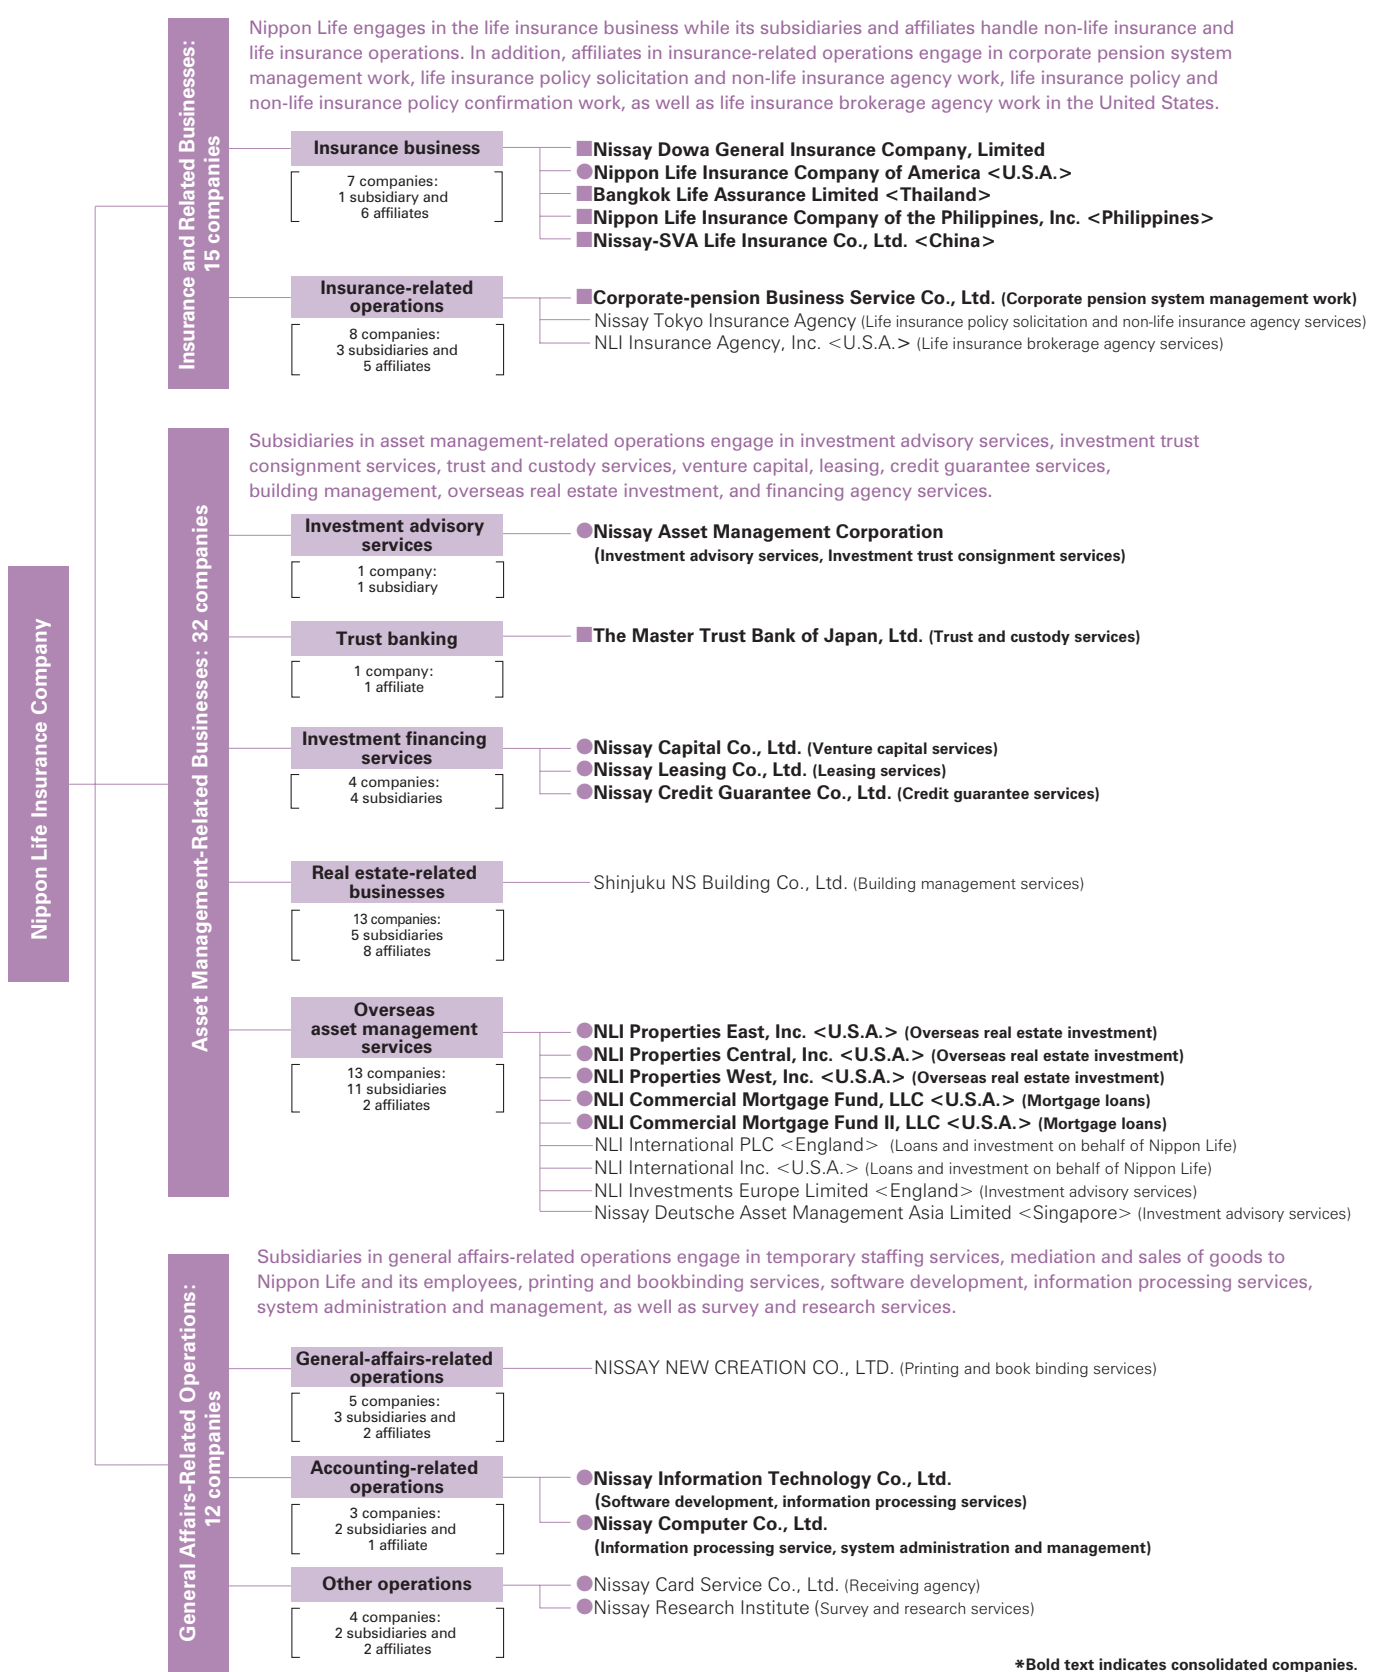 Nippon Life Insurance Company
Insurance and Related Businesses:
15 companies
Nippon Life engages in the life insurance business while its subsidiaries and affiliates handle non-life insurance and
life insurance operations. In addition, affiliates in insurance-related operations engage in corporate pension system
management work, life insurance policy solicitation and non-life insurance agency work, life insurance policy and
non-life insurance policy confirmation work, as well as life insurance brokerage agency work in the United States.
Insurance business
7 companies:
1 subsidiary and
6 affiliates
■Nissay Dowa General Insurance Company, Limited
●Nippon Life Insurance Company of America <U.S.A.>
■Bangkok Life Assurance Limited <Thailand>
■Nippon Life Insurance Company of the Philippines, Inc. <Philippines>
■Nissay-SVA Life Insurance Co., Ltd. <China>
Insurance-related
operations
8 companies:
3 subsidiaries and
5 affiliates
■Corporate-pension Business Service Co., Ltd. (Corporate pension system management work)
Nissay Tokyo Insurance Agency (Life insurance policy solicitation and non-life insurance agency services)
NLI Insurance Agency, Inc. <U.S.A.> (Life insurance brokerage agency services)
Asset Management-Related Businesses: 32 companies
Subsidiaries in asset management-related operations engage in investment advisory services, investment trust
consignment services, trust and custody services, venture capital, leasing, credit guarantee services,
building management, overseas real estate investment, and financing agency services.
Investment advisory
services
1 company:
1 subsidiary
●Nissay Asset Management Corporation
(Investment advisory services, Investment trust consignment services)
Trust banking
1 company:
1 affiliate
■The Master Trust Bank of Japan, Ltd. (Trust and custody services)
Investment financing
services
4 companies:
4 subsidiaries
●Nissay Capital Co., Ltd. (Venture capital services)
●Nissay Leasing Co., Ltd. (Leasing services)
●Nissay Credit Guarantee Co., Ltd. (Credit guarantee services)
Real estate-related
businesses
13 companies:
5 subsidiaries
8 affiliates
Shinjuku NS Building Co., Ltd. (Building management services)
Overseas
asset management
services
13 companies:
11 subsidiaries
2 affiliates
●NLI Properties East, Inc. <U.S.A.> (Overseas real estate investment)
●NLI Properties Central, Inc. <U.S.A.> (Overseas real estate investment)
●NLI Properties West, Inc. <U.S.A.> (Overseas real estate investment)
●NLI Commercial Mortgage Fund, LLC <U.S.A.> (Mortgage loans)
●NLI Commercial Mortgage Fund II, LLC <U.S.A.> (Mortgage loans)
NLI International PLC <England> (Loans and investment on behalf of Nippon Life)
NLI International Inc. <U.S.A.> (Loans and investment on behalf of Nippon Life)
NLI Investments Europe Limited <England> (Investment advisory services)
Nissay Deutsche Asset Management Asia Limited <Singapore> (Investment advisory services)
General Affairs-Related Operations:
12 companies
Subsidiaries in general affairs-related operations engage in temporary staffing services, mediation and sales of goods to
Nippon Life and its employees, printing and bookbinding services, software development, information processing services,
system administration and management, as well as survey and research services.
General-affairs-related
operations
5 companies:
3 subsidiaries and
2 affiliates
NISSAY NEW CREATION CO., LTD. (Printing and book binding services)
Accounting-related
operations
3 companies:
2 subsidiaries and
1 affiliate
●Nissay Information Technology Co., Ltd.
(Software development, information processing services)
●Nissay Computer Co., Ltd.
(Information processing service, system administration and management)
Other operations
4 companies:
2 subsidiaries and
2 affiliates
●Nissay Card Service Co., Ltd. (Receiving agency)
●Nissay Research Institute (Survey and research services)
*Bold text indicates consolidated companies.